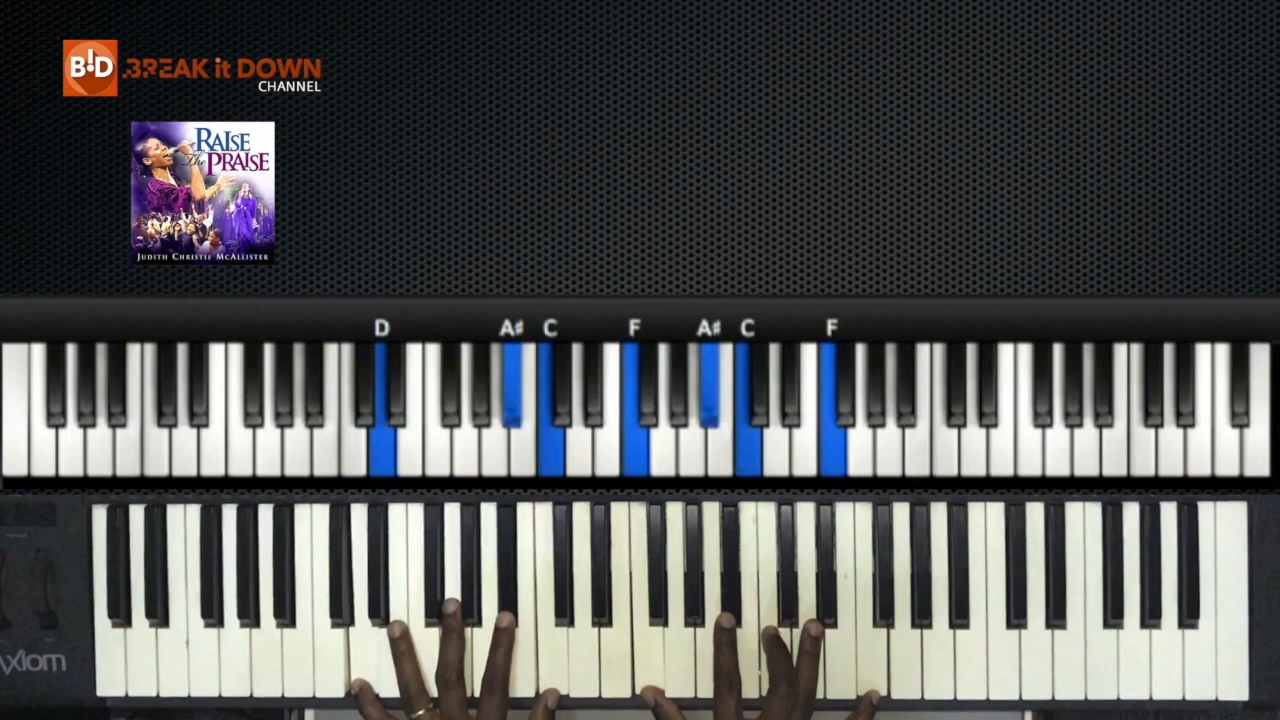 B!D BREAK it DOWN
CHANNEL
RAISE
The PRAISE
JUDITH CHRISTIE MCALLISTER
D A♯ C F A♯ C F
Axiom